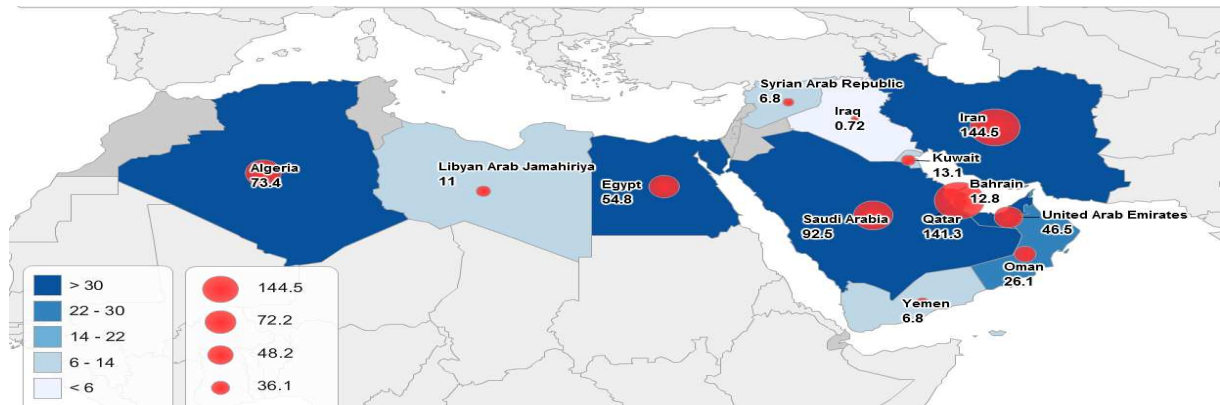 Syrian Arab Republic
6.8
Iraq
0.72
Iran
144.5
Kuwait
13.1
Algeria
73.4
Libyan Arab Jamahiriya
11
Egypt
54.8
Bahrain
12.8
Saudi Arabia
92.5
Qatar
141.3
United Arab Emirates
46.5
Oman
26.1
Yemen
6.8
> 30
22 - 30
14 - 22
6 - 14
< 6
144.5
72.2
48.2
36.1